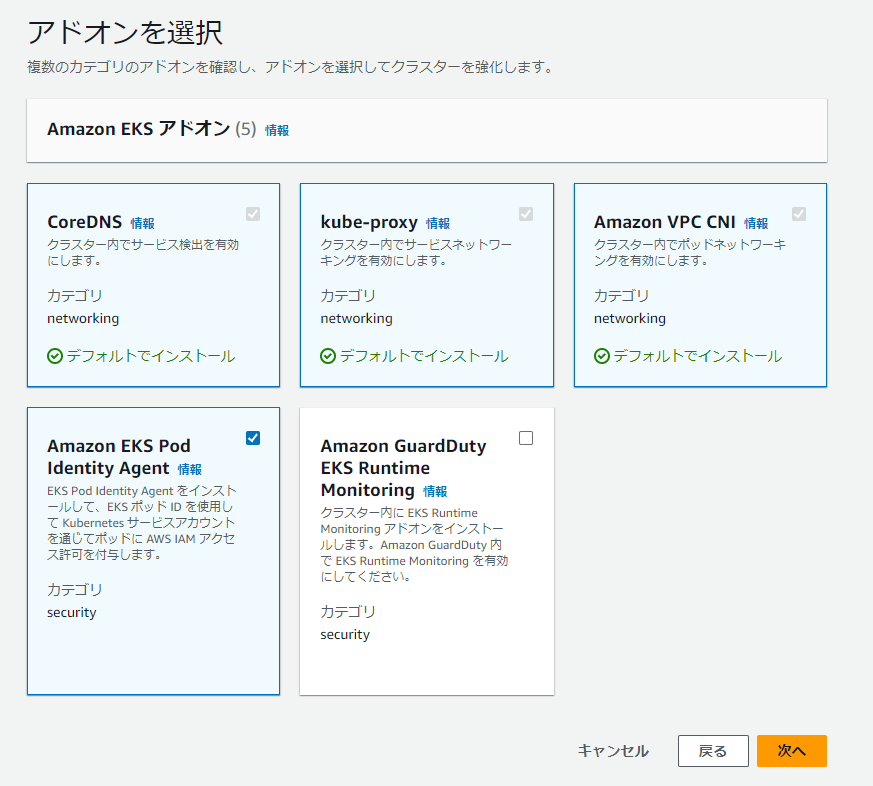 アドオンを選択
複数のカテゴリのアドオンを確認し、アドオンを選択してクラスターを強化します。
Amazon EKS アドオン (5) 情報
CoreDNS 情報
クラスター内でサービス検出を有効
にします。
カテゴリ
networking
デフォルトでインストール
kube-proxy 情報
クラスター内でサービスネットワー
キングを有効にします。
カテゴリ
networking
デフォルトでインストール
Amazon VPC CNI 情報
クラスター内でポッドネットワーキ
ングを有効にします。
カテゴリ
networking
デフォルトでインストール
Amazon EKS Pod
Identity Agent 情報
EKS Pod Identity Agent をインスト
ールして、EKS ポッド ID を使用し
て Kubernetes サービスアカウント
を通じてポッドに AWS IAM アクセ
ス許可を付与します。
カテゴリ
security
Amazon GuardDuty
EKS Runtime
Monitoring 情報
クラスター内に EKS Runtime
Monitoring アドオンをインストー
ルします。Amazon GuardDuty 内
で EKS Runtime Monitoring を有効
にしてください。
カテゴリ
security
キャンセル
戻る
次へ